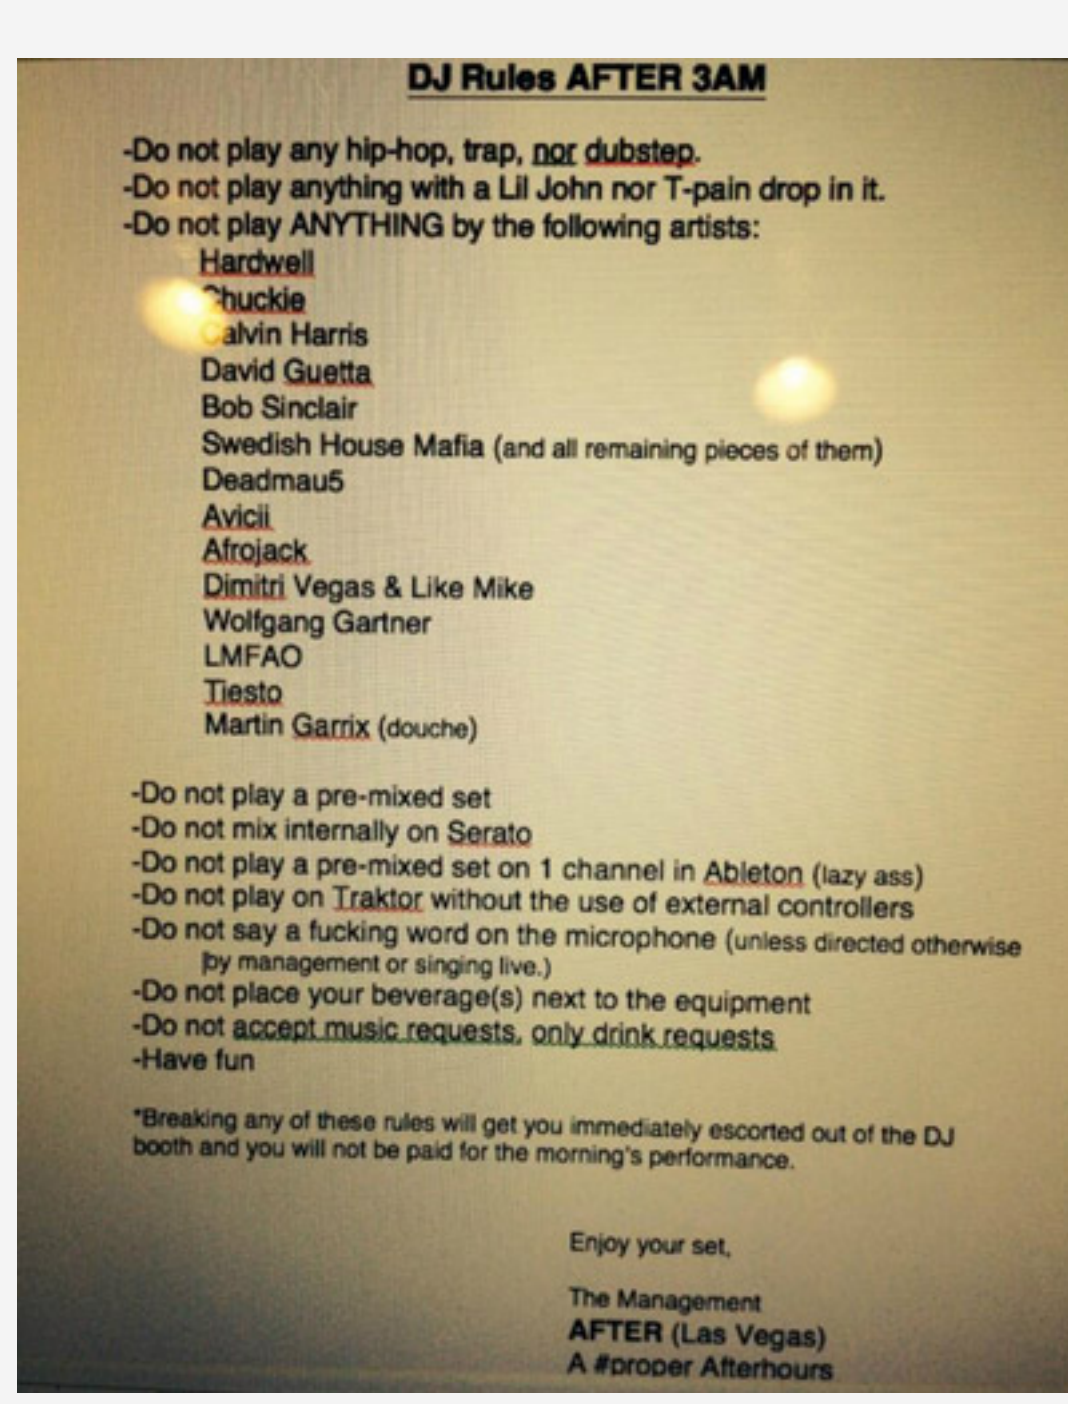 DJ Rules AFTER 3AM
-Do not play any hip-hop, trap, nor dubstep.
-Do not play anything with a Lil John nor T-pain drop in it.
-Do not play ANYTHING by the following artists:
Hardwell
Chuckie
Calvin Harris
David Guetta
Bob Sinclair
Swedish House Mafia (and all remaining pieces of them)
Deadmau5
Avicii
Afrojack
Dimitri Vegas & Like Mike
Wolfgang Gartner
LMFAO
Tiesto
Martin Garrix (douche)
-Do not play a pre-mixed set
-Do not mix internally on Serato
-Do not play a pre-mixed set on 1 channel in Ableton (lazy ass)
-Do not play on Traktor without the use of external controllers
-Do not say a fucking word on the microphone (unless directed otherwise
by management or singing live.)
-Do not place your beverage(s) next to the equipment
-Do not accept music requests, only drink requests
-Have fun
*Breaking any of these rules will get you immediately escorted out of the DJ
booth and you will not be paid for the morning's performance.
Enjoy your set,
The Management
AFTER (Las Vegas)
A #proper Afterhours